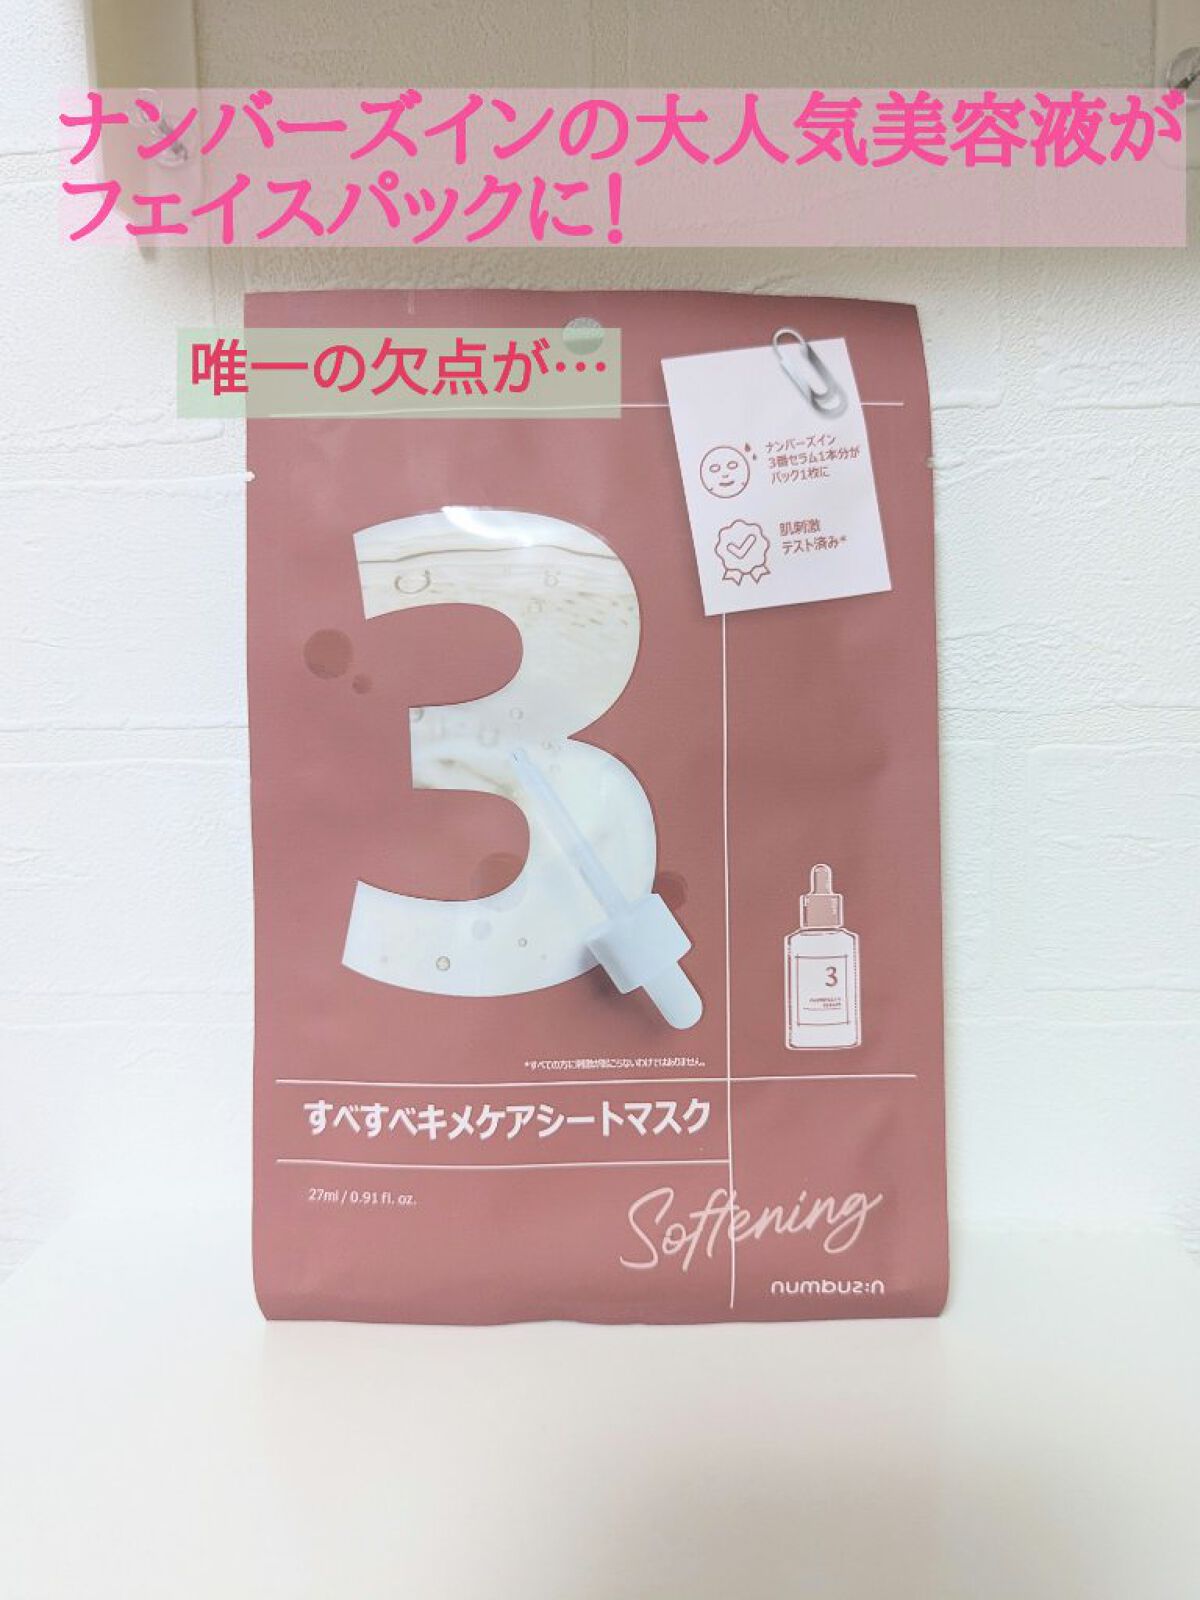 ナンバーズインの大人気美容液が
フェイスパックに!
唯一の欠点が…
ナンバーズイン
3番セラム1本分が
パック1枚に
肌刺激
テスト済み*
3
3
*すべての方に刺激が起こらないわけではありません。
すべすべキメケアシートマスク
27ml / 0.91 fl. oz.
Softening
numbuz:n